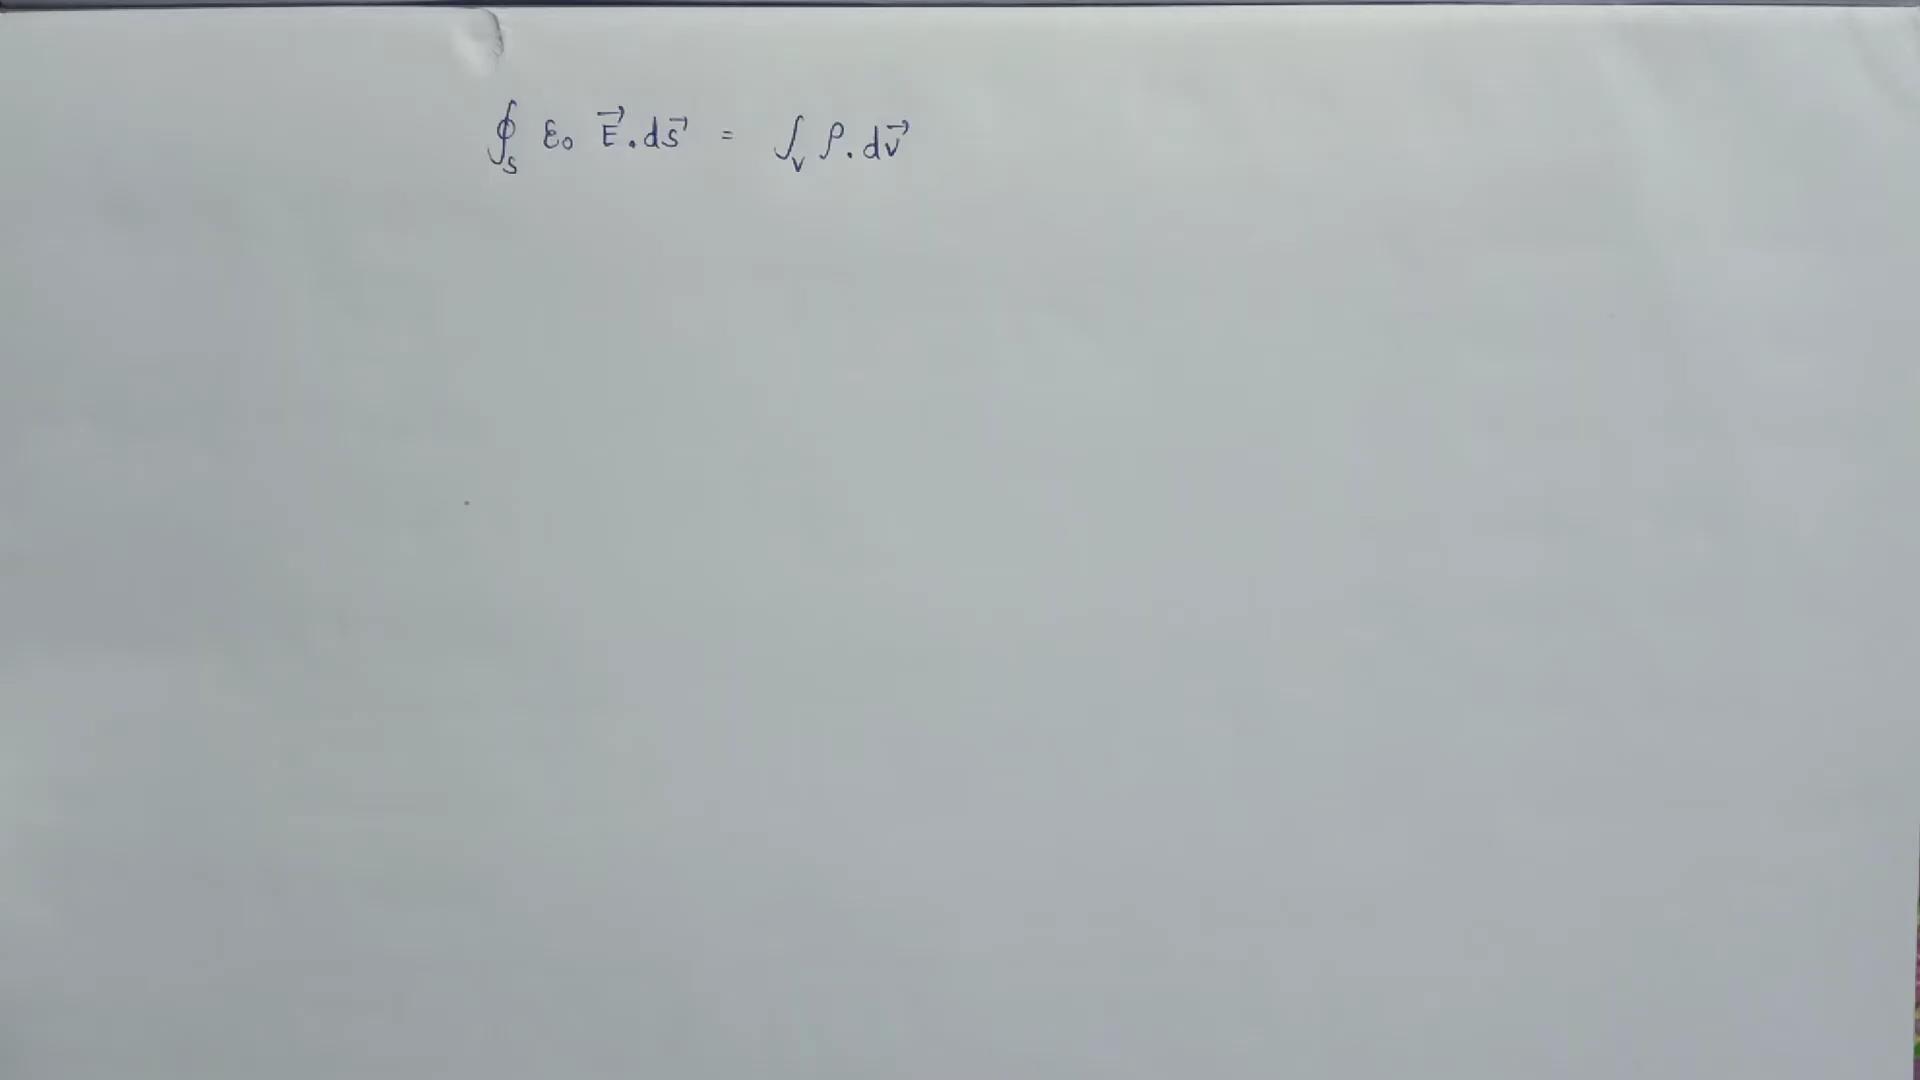 ∮_S ε₀ E⃗ . dS⃗ = ∫_V ρ . dV⃗